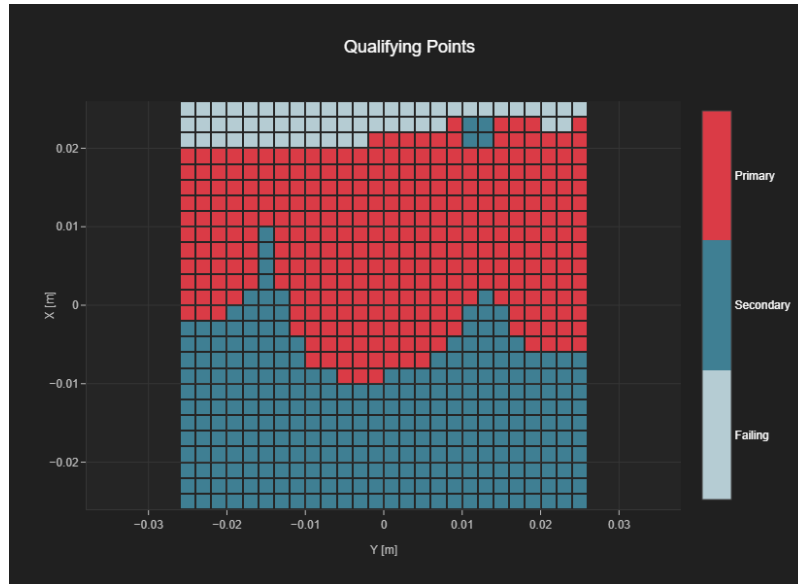 Qualifying Points
Primary
Secondary
Failing
0.02
0.01
0
−0.01
−0.02
X [m]
−0.03
−0.02
−0.01
0
0.01
0.02
0.03
Y [m]